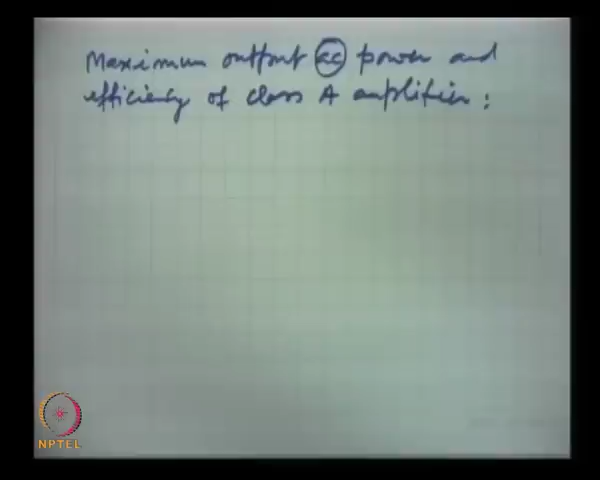 Maximum output ac power and
efficiency of class A amplifier :
NPTEL